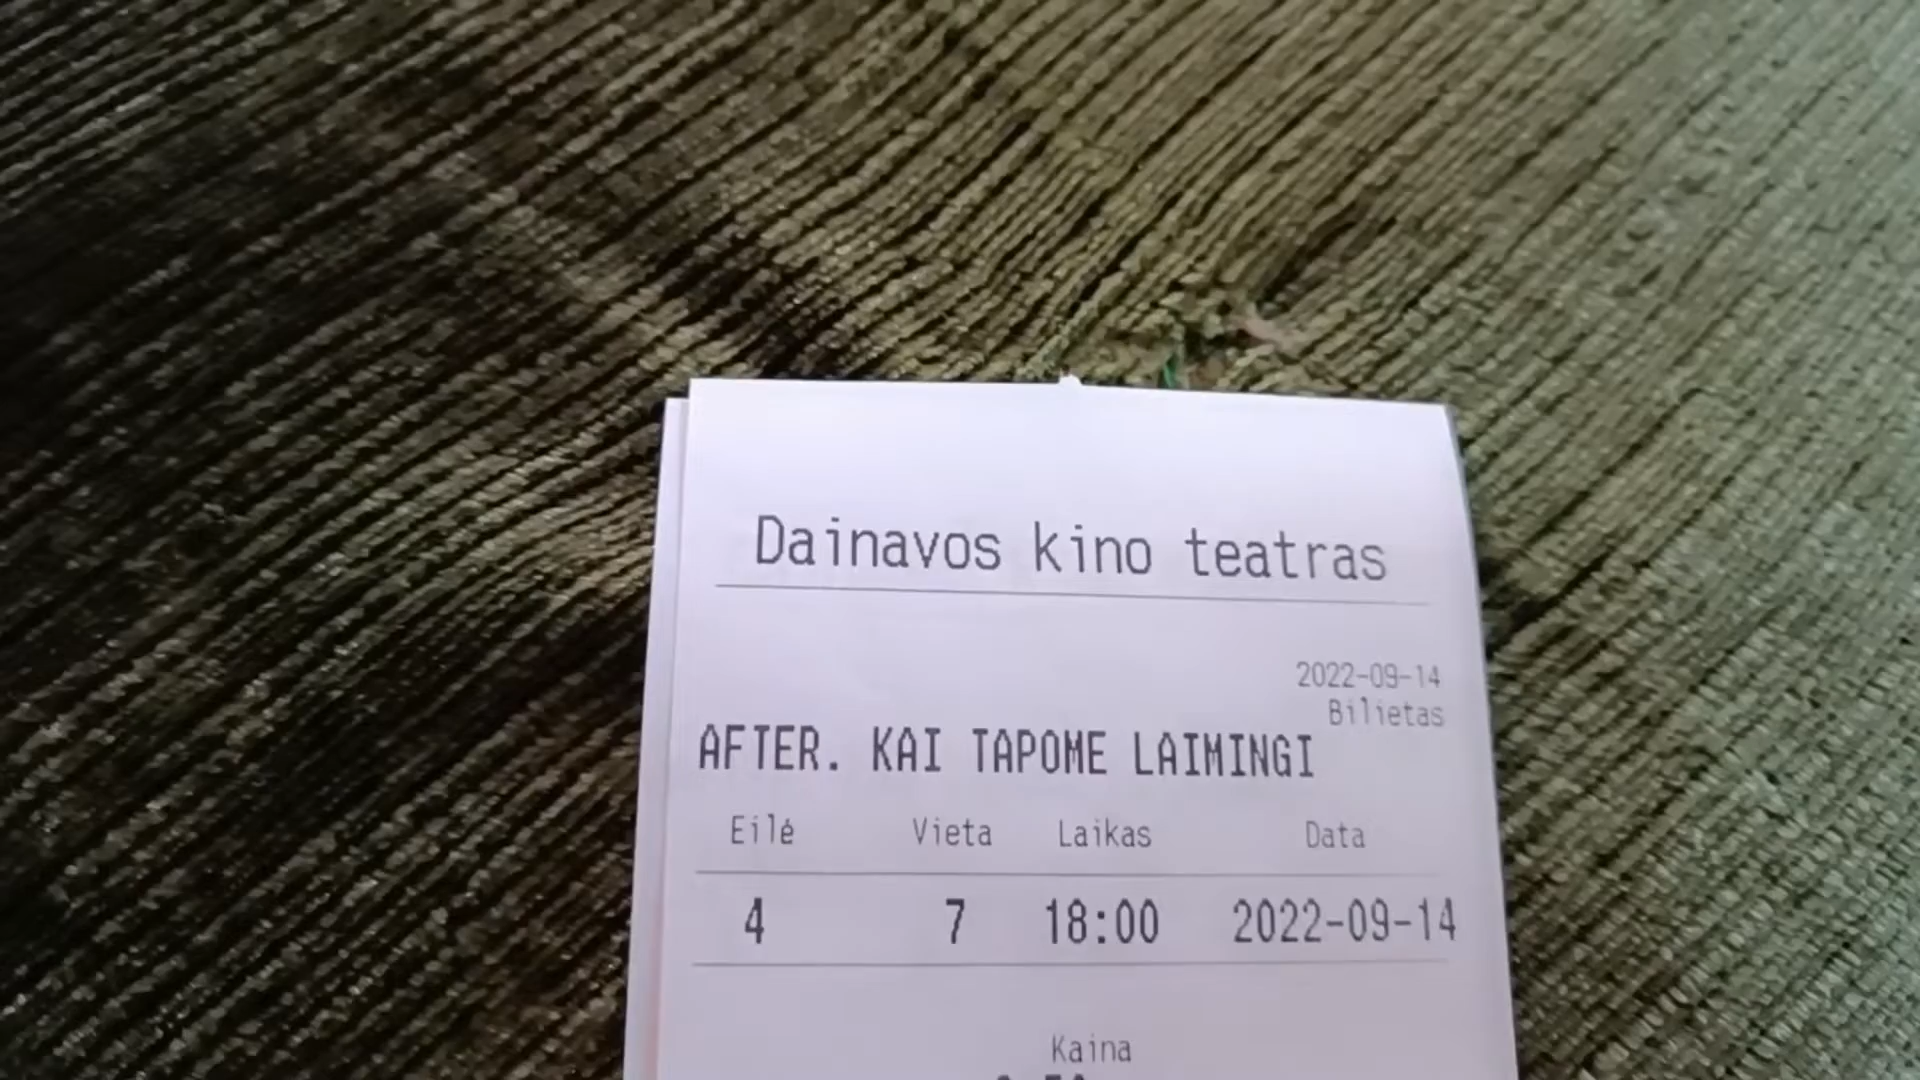 Dainavos kino teatras
2022-09-14
Bilietas
AFTER. KAI TAPOME LAIMINGI
Eilė Vieta Laikas Data
4 7 18:00 2022-09-14
Kaina